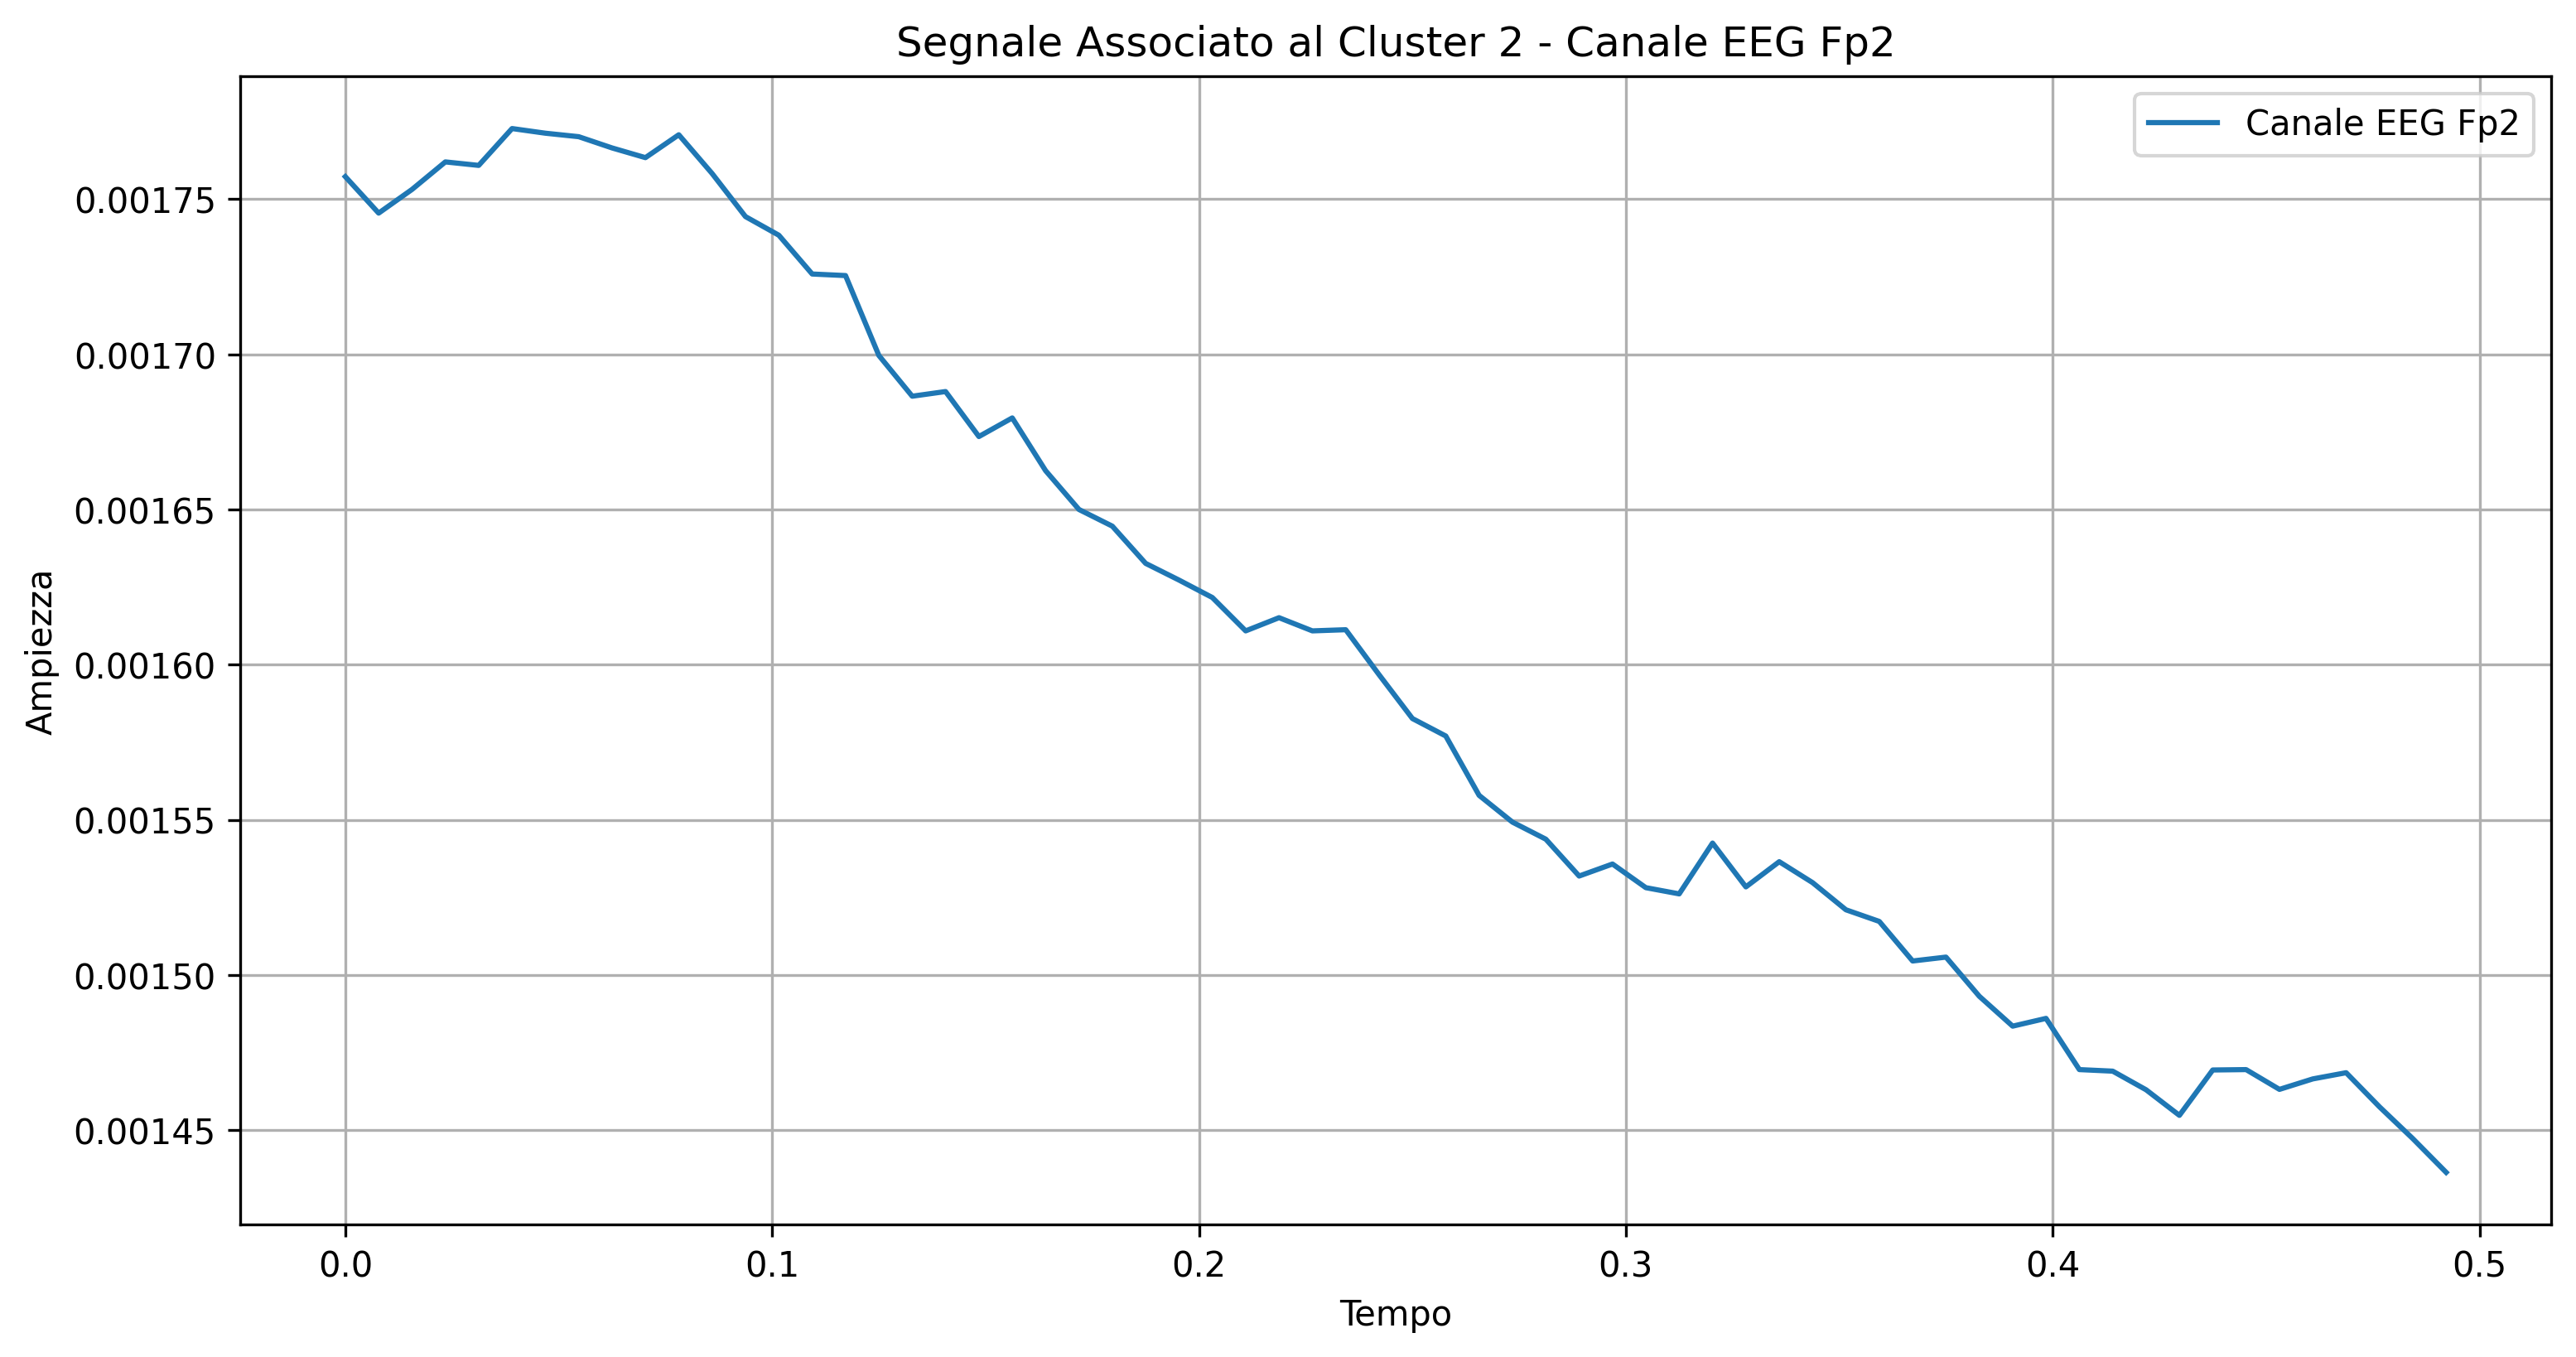 Segnale Associato al Cluster 2 - Canale EEG Fp2
Canale EEG Fp2
0.00175
0.00170
0.00165
0.00160
0.00155
0.00150
0.00145
Ampiezza
0.0 0.1 0.2 0.3 0.4 0.5
Tempo